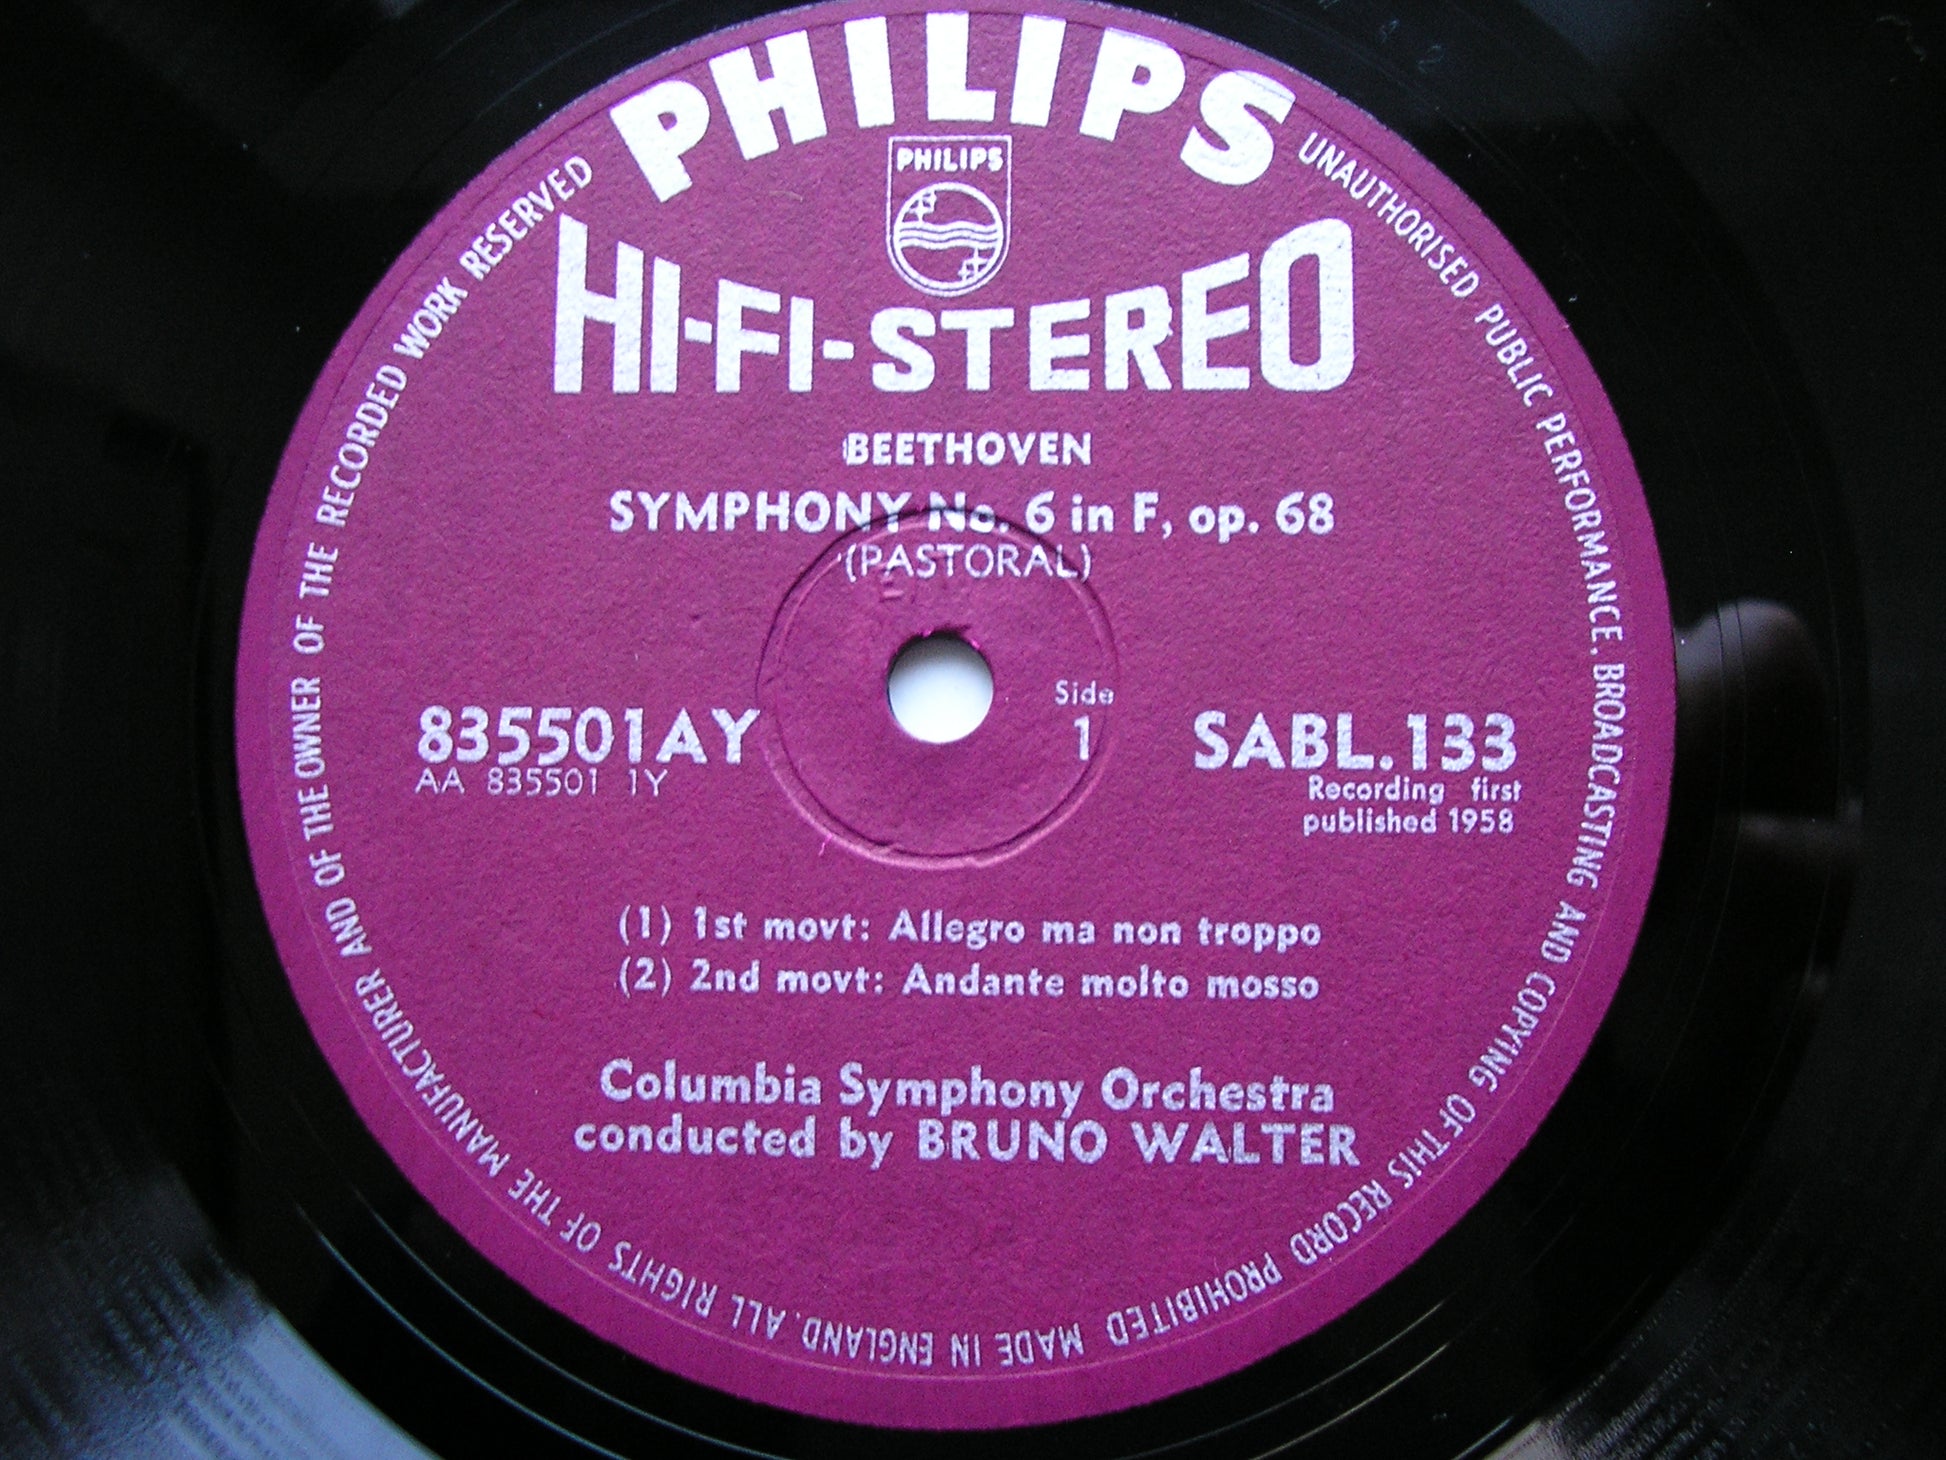 PHILIPS
PHILIPS
HI-FI-STEREO
BEETHOVEN
SYMPHONY No. 6 in F, op. 68
(PASTORAL)
Side
1
835501AY
AA 835501 1Y
SABL.133
Recording first
published 1958
(1) 1st movt: Allegro ma non troppo
(2) 2nd movt: Andante molto mosso
Columbia Symphony Orchestra
conducted by BRUNO WALTER
ALL RIGHTS OF THE MANUFACTURER AND OF THE OWNER OF THE RECORDED WORK RESERVED
UNAUTHORISED PUBLIC PERFORMANCE, BROADCASTING AND COPYING OF THIS RECORD PROHIBITED MADE IN ENGLAND.